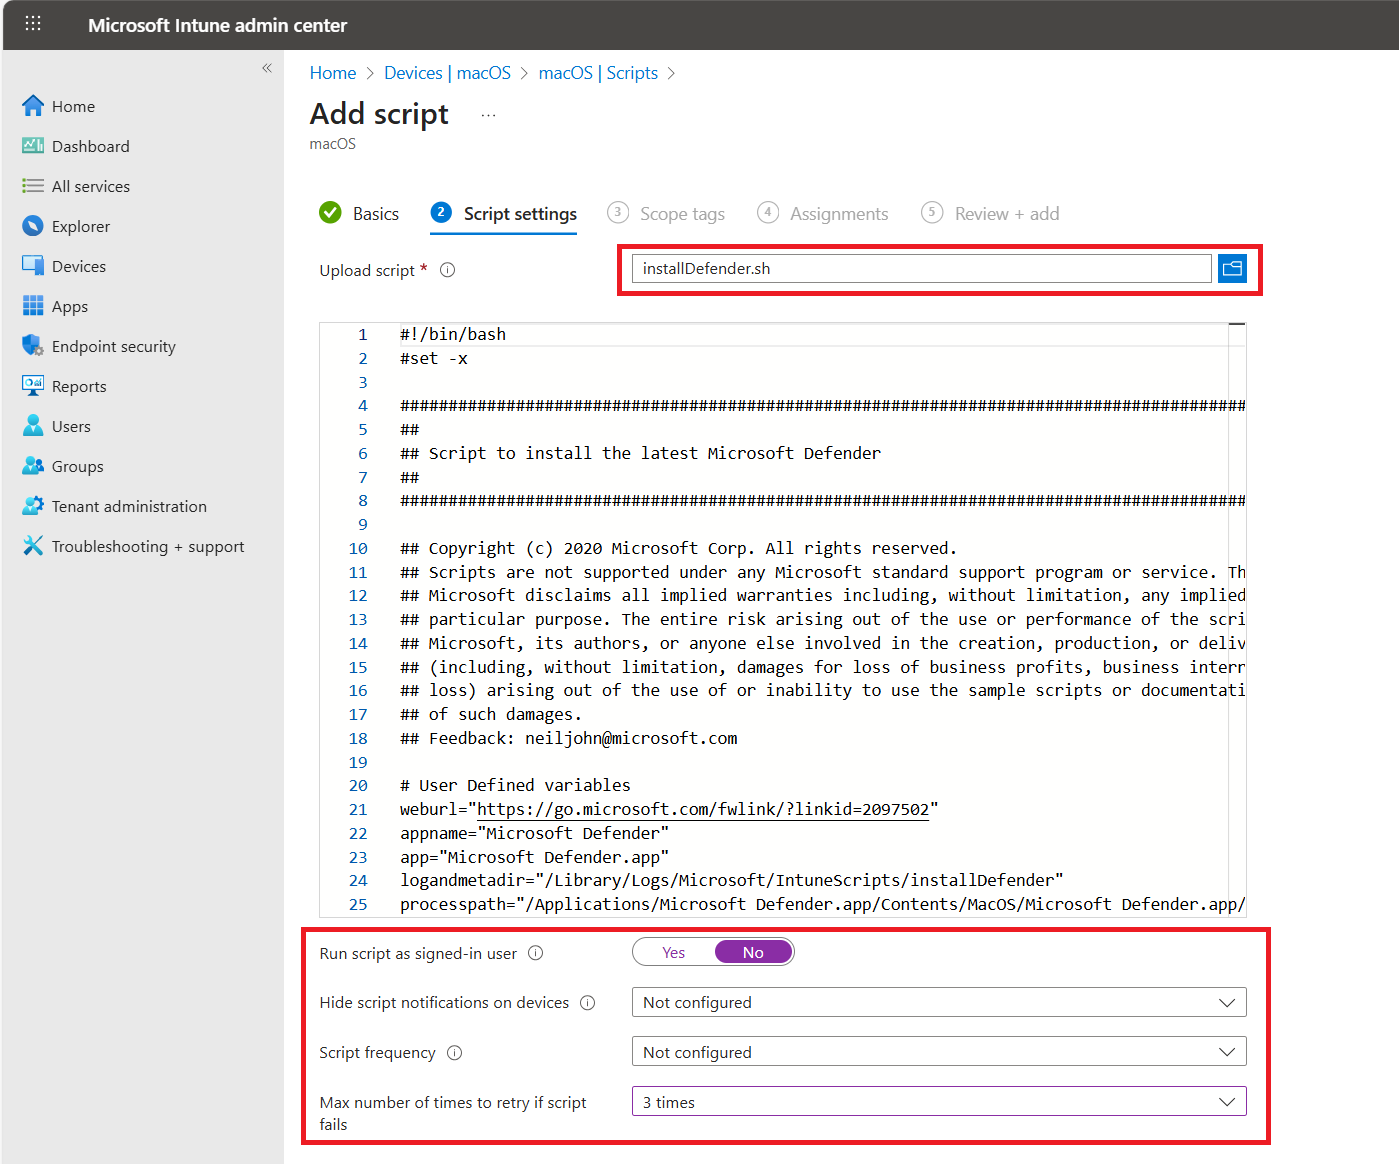 Microsoft Intune admin center
Home
Dashboard
All services
Explorer
Devices
Apps
Endpoint security
Reports
Users
Groups
Tenant administration
Troubleshooting + support
Home > Devices | macOS > macOS | Scripts >
Add script ...
macOS
Basics 2 Script settings 3 Scope tags 4 Assignments 5 Review + add
Upload script * installDefender.sh
1 #!/bin/bash
2 #set -x
3
4 ########################################################################################
5 ##
6 ## Script to install the latest Microsoft Defender
7 ##
8 ########################################################################################
9
10 ## Copyright (c) 2020 Microsoft Corp. All rights reserved.
11 ## Scripts are not supported under any Microsoft standard support program or service. Th
12 ## Microsoft disclaims all implied warranties including, without limitation, any implied
13 ## particular purpose. The entire risk arising out of the use or performance of the scri
14 ## Microsoft, its authors, or anyone else involved in the creation, production, or deliv
15 ## (including, without limitation, damages for loss of business profits, business interr
16 ## loss) arising out of the use of or inability to use the sample scripts or documentati
17 ## of such damages.
18 ## Feedback: neiljohn@microsoft.com
19
20 # User Defined variables
21 weburl="https://go.microsoft.com/fwlink/?linkid=2097502"
22 appname="Microsoft Defender"
23 app="Microsoft Defender.app"
24 logandmetadir="/Library/Logs/Microsoft/IntuneScripts/installDefender"
25 processpath="/Applications/Microsoft Defender.app/Contents/MacOS/Microsoft Defender.app/
Run script as signed-in user Yes No
Hide script notifications on devices Not configured
Script frequency Not configured
Max number of times to retry if script 3 times
fails